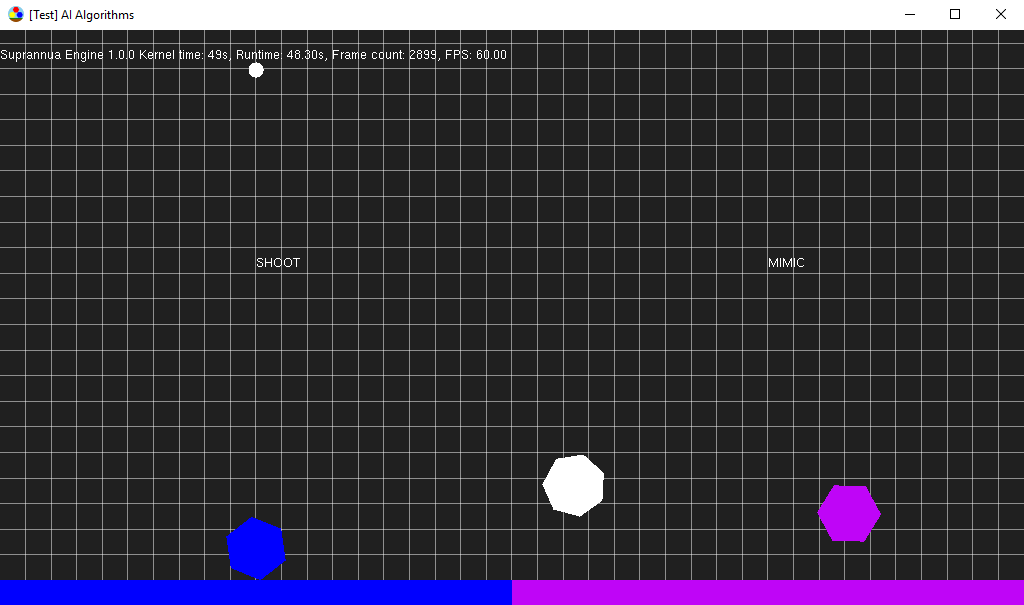 [Test] AI Algorithms
Suprannua Engine 1.0.0 Kernel time: 49s, Runtime: 48.30s, Frame count: 2899, FPS: 60.00
SHOOT
MIMIC